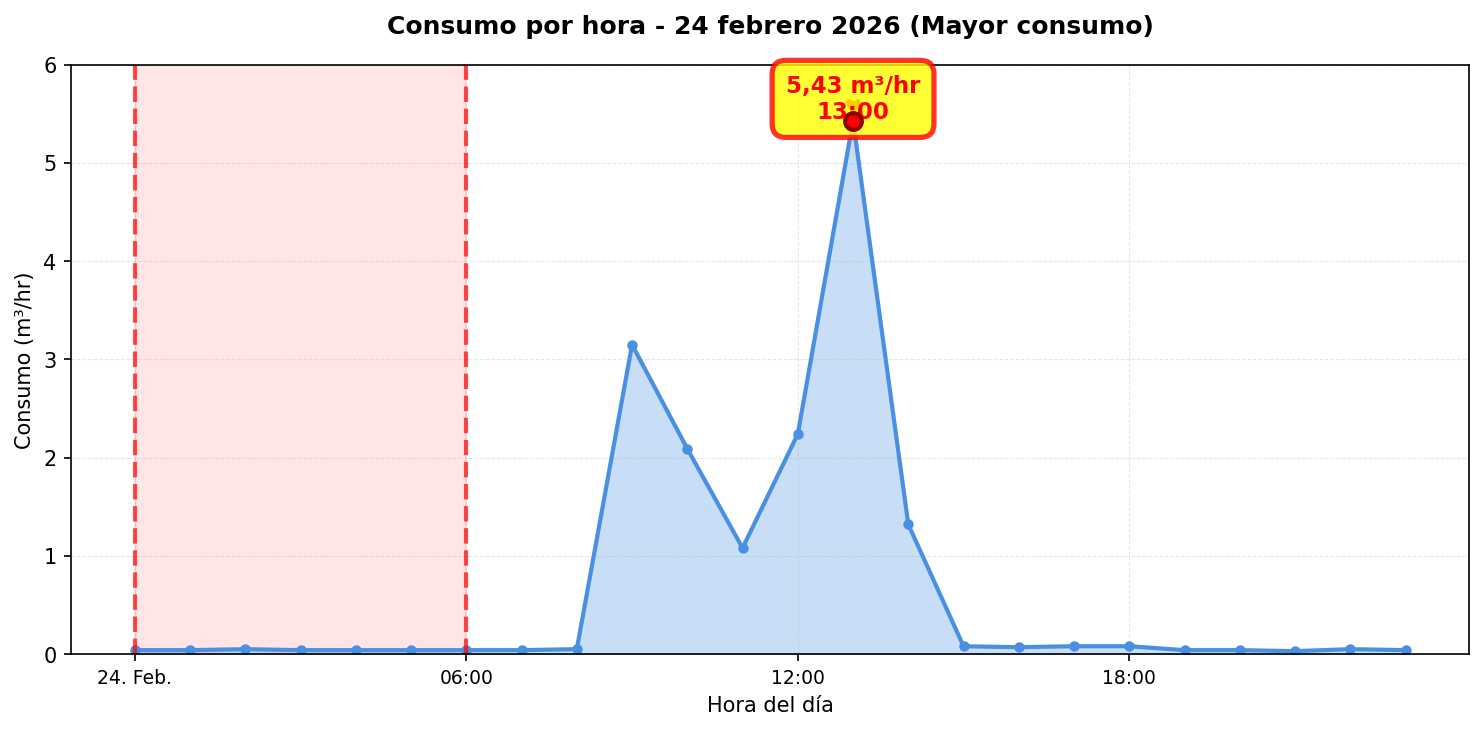 Consumo por hora - 24 febrero 2026 (Mayor consumo)
5,43 m³/hr
13:00
Consumo (m³/hr)
6
5
4
3
2
1
0
24. Feb.
06:00
12:00
18:00
Hora del día